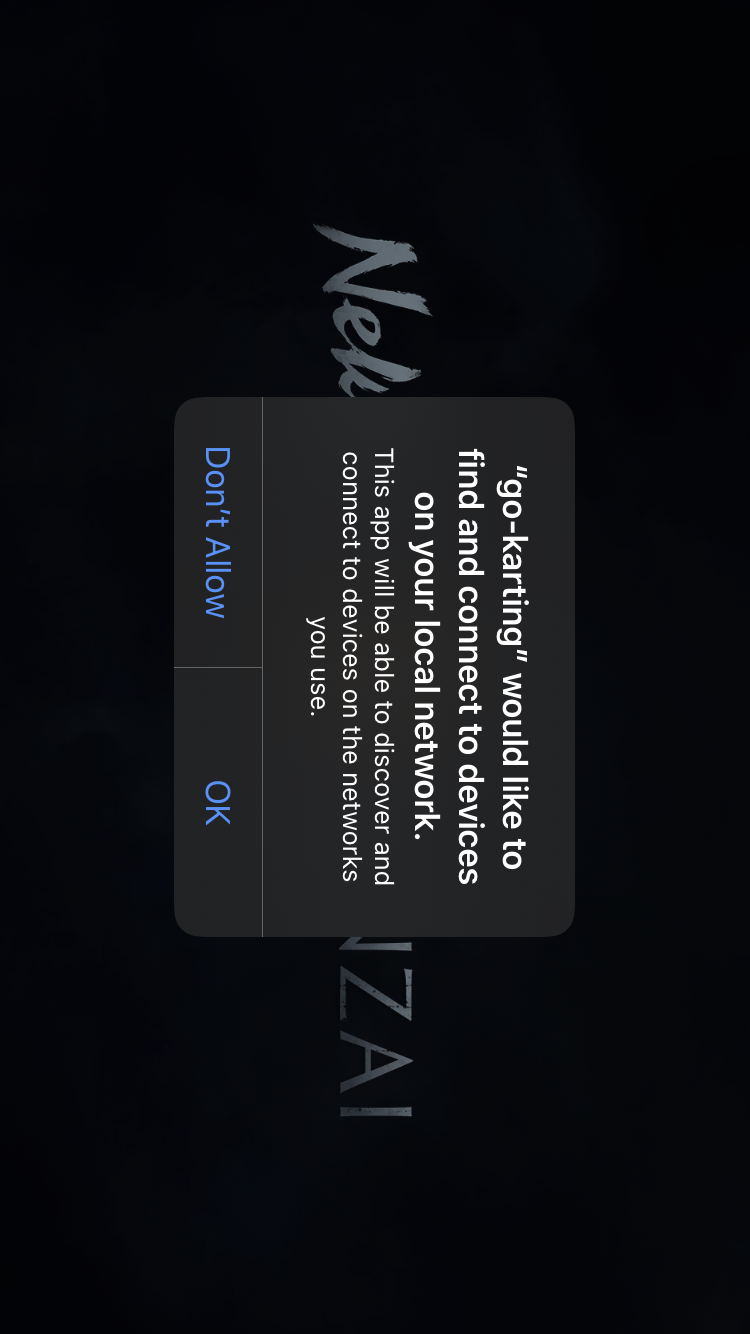 “go-karting” would like to
find and connect to devices
on your local network.
This app will be able to discover and
connect to devices on the networks
you use.
Don’t Allow
OK